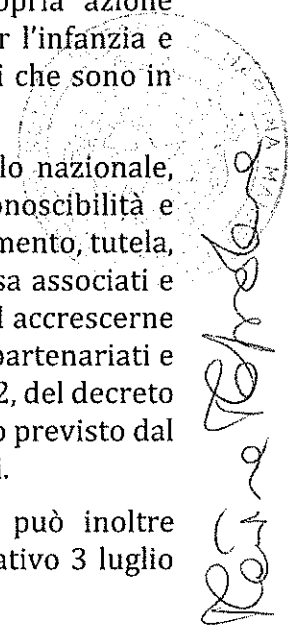 opria azione
r l'infanzia e
i che sono in
lo nazionale,
onoscibilità e
mento, tutela,
sa associati e
l accrescerne
partenariati e
2, del decreto
o previsto dal
i.
può inoltre
ativo 3 luglio